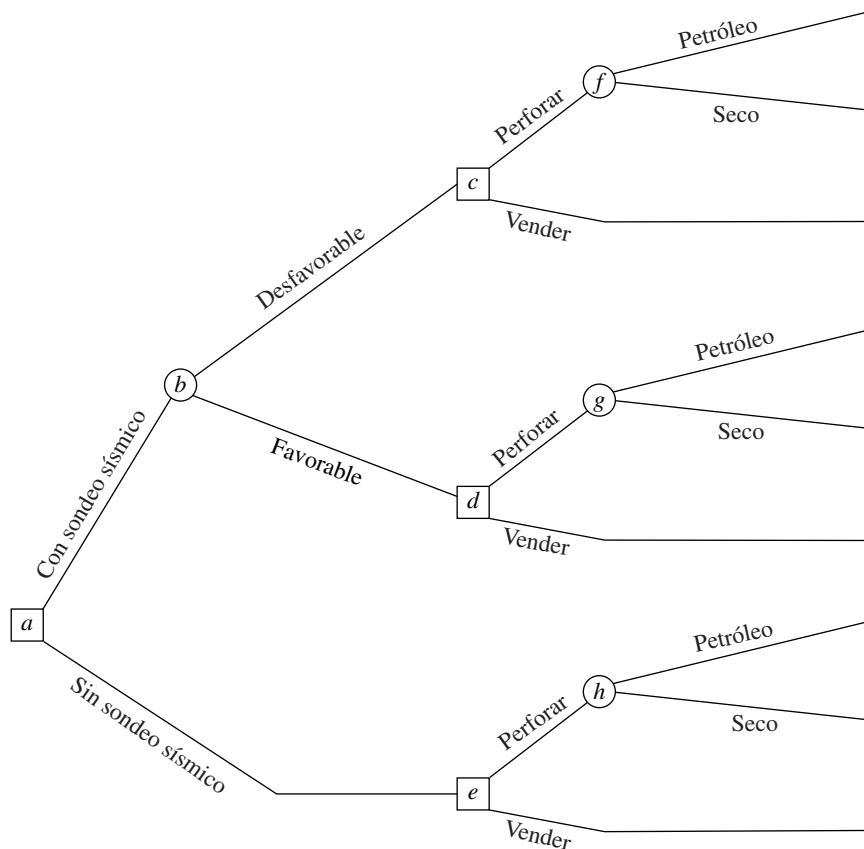 Petróleo
f
Perforar
Seco
c
Vender
Desfavorable
Petróleo
b
g
Perforar
Seco
Favorable
Con sondeo sísmico
d
Vender
a
Petróleo
Sin sondeo sísmico
h
Perforar
Seco
e
Vender